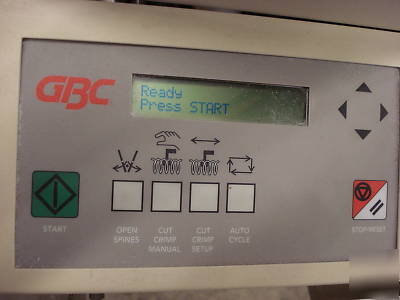 GBC
Ready
Press START
START
OPEN
SPINES
CUT
CRIMP
MANUAL
CUT
CRIMP
SETUP
AUTO
CYCLE
STOP/RESET